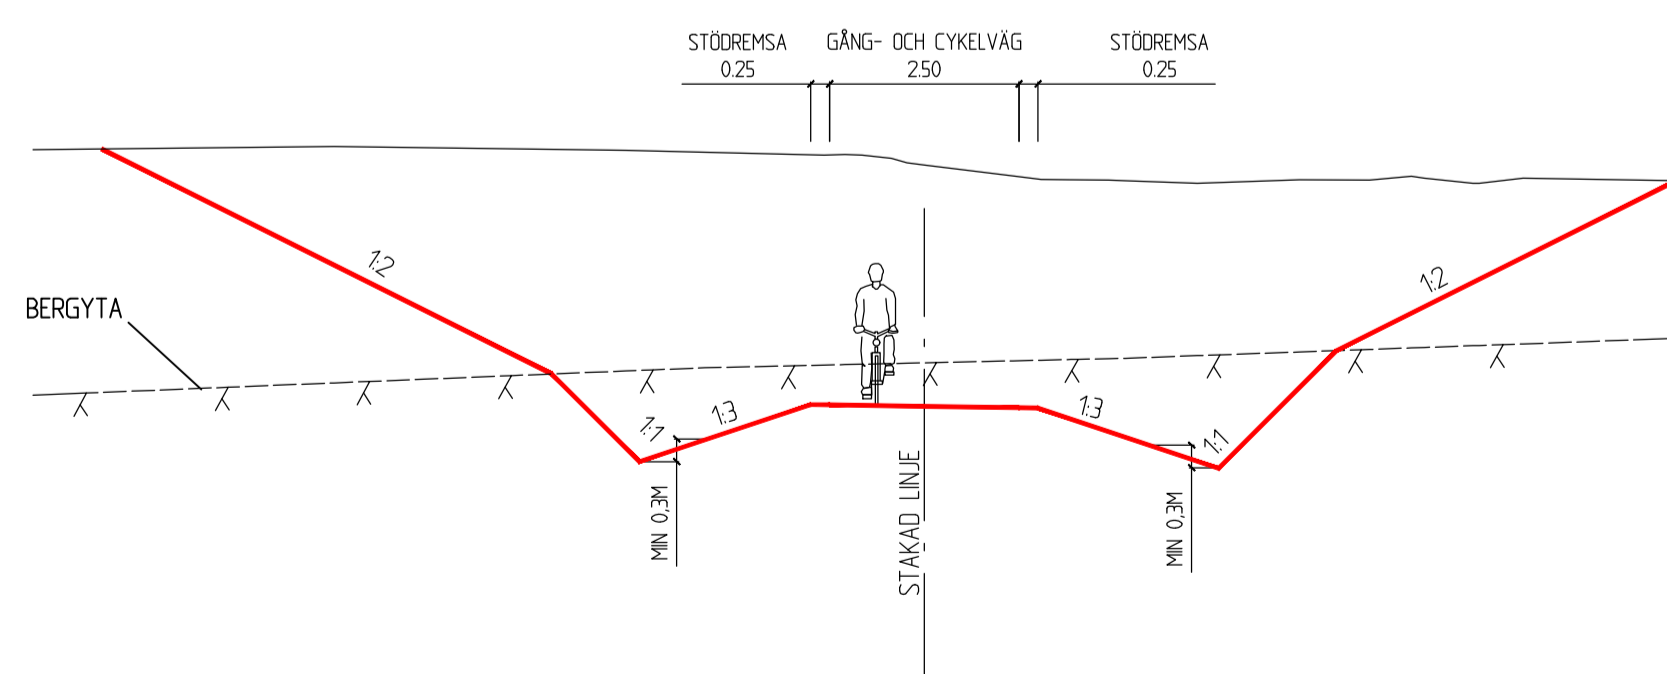 STÖDREMSA
0.25
GÅNG- OCH CYKELVÄG
2.50
STÖDREMSA
0.25
1:2
1:2
BERGYTA
1:1
1:3
1:3
1:1
MIN 0,3M
STAKAD LINJE
MIN 0,3M